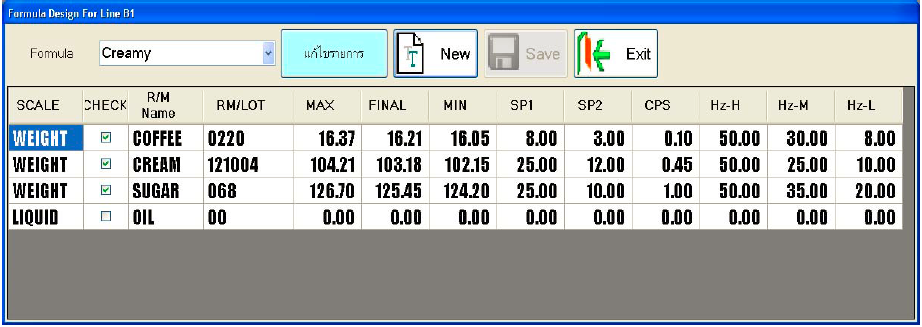 Formula Design For Line B1
Formula Creamy แก้ไขรายการ New Save Exit
SCALE CHECK R/M Name RM/LOT MAX FINAL MIN SP1 SP2 CPS Hz-H Hz-M Hz-L
WEIGHT COFFEE 0220 16.37 16.21 16.05 8.00 3.00 0.10 50.00 30.00 8.00
WEIGHT CREAM 121004 104.21 103.18 102.15 25.00 12.00 0.45 50.00 25.00 10.00
WEIGHT SUGAR 068 126.70 125.45 124.20 25.00 10.00 1.00 50.00 35.00 20.00
LIQUID OIL 00 0.00 0.00 0.00 0.00 0.00 0.00 0.00 0.00 0.00